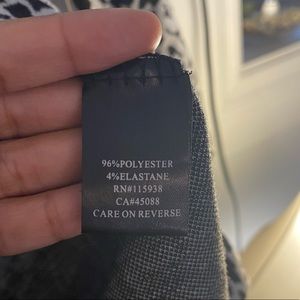 96%POLYESTER
4%ELASTANE
RN#115938
CA#45088
CARE ON REVERSE